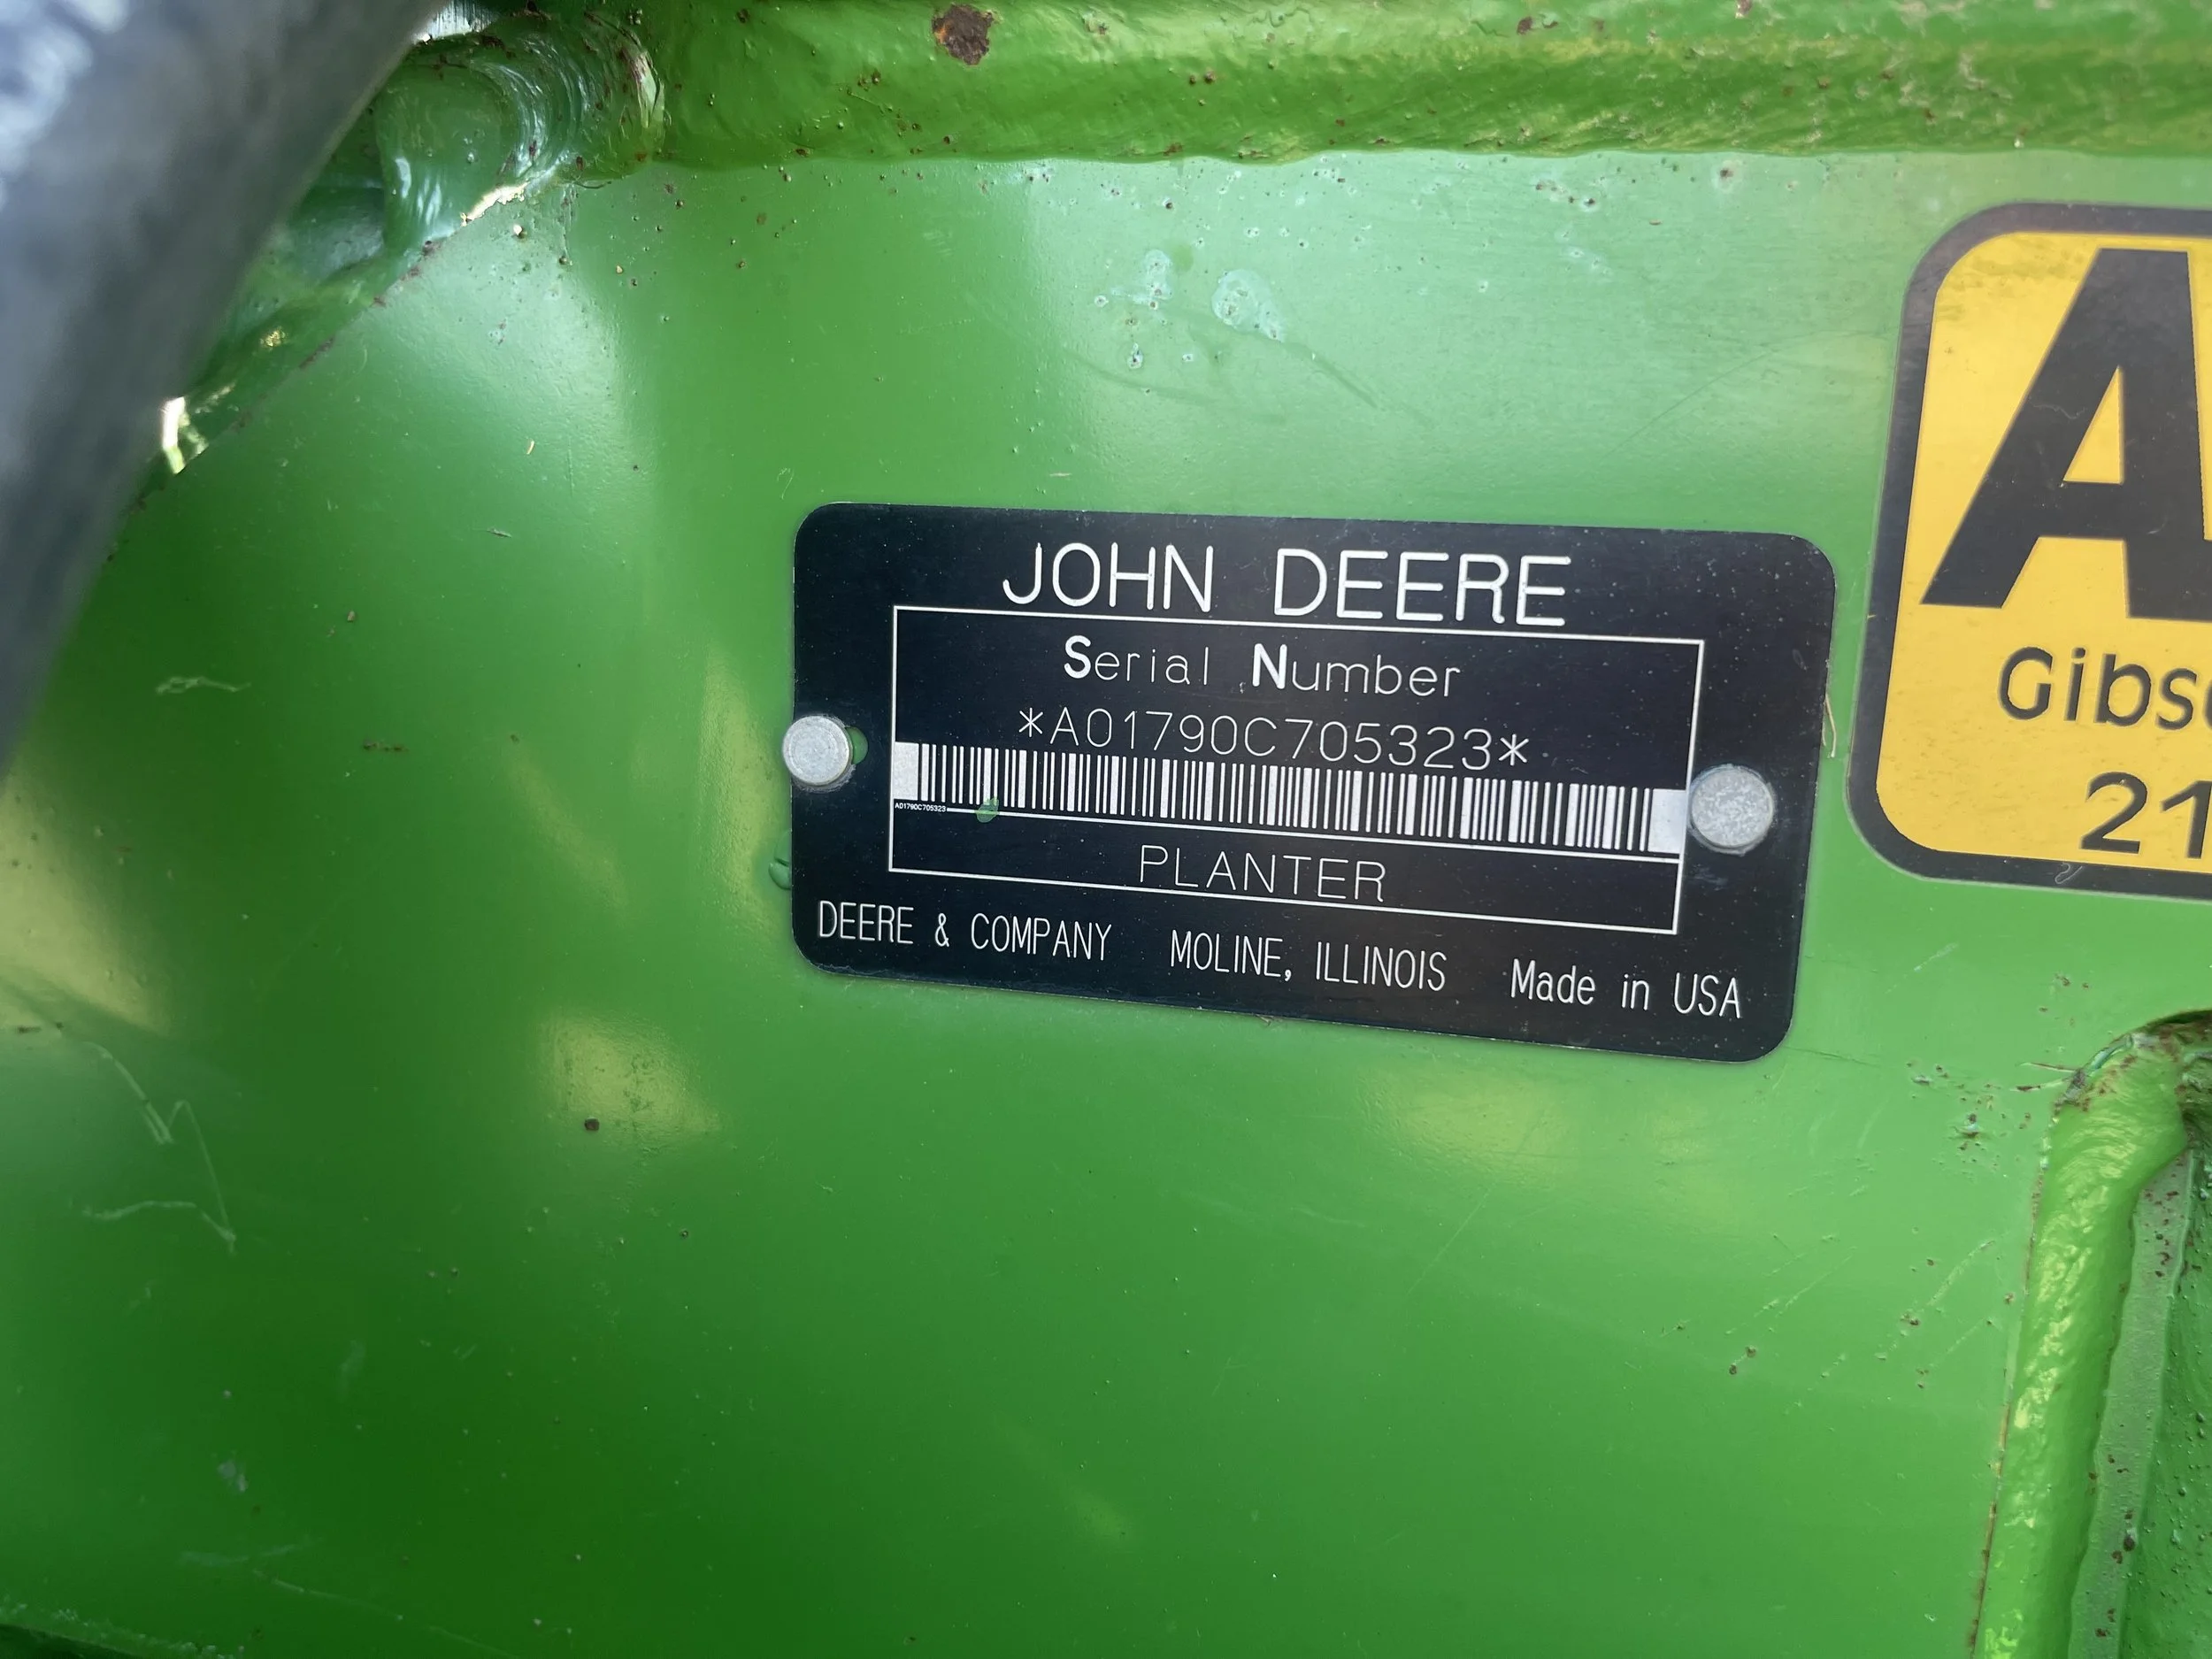 JOHN DEERE
Serial Number
*A01790C705323*
A01790C705323
PLANTER
DEERE & COMPANY MOLINE, ILLINOIS Made in USA
A
Gibs
21